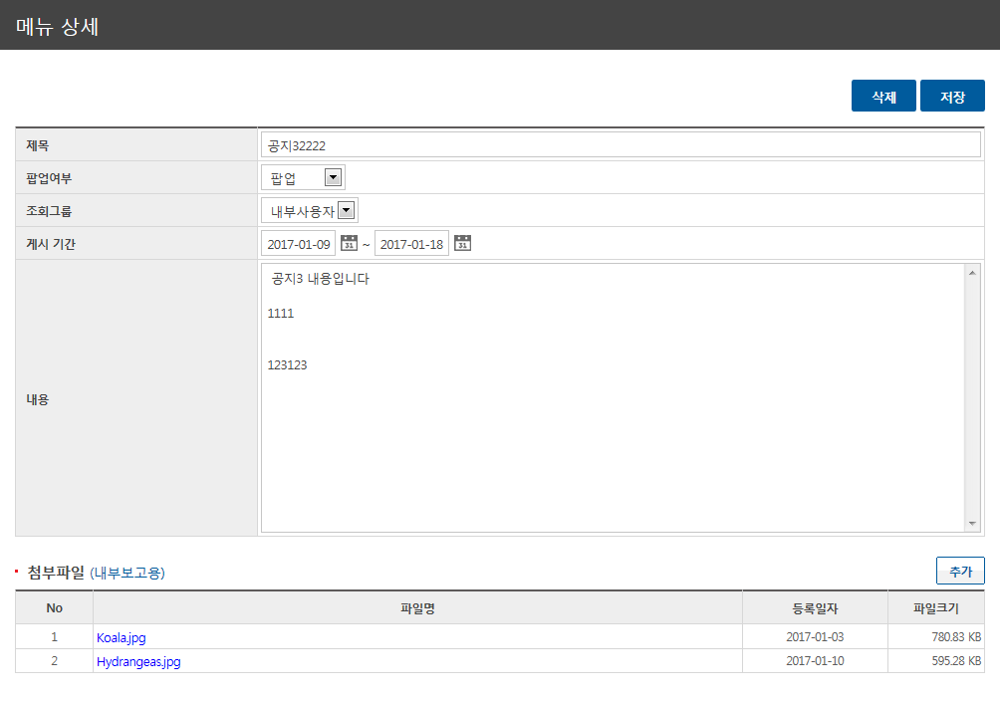 메뉴 상세
삭제 저장
제목 공지32222
팝업여부 팝업
조회그룹 내부사용자
게시 기간 2017-01-09 31 ~ 2017-01-18 31
공지3 내용입니다
1111
123123
내용
첨부파일 (내부보고용) 추가
No 파일명 등록일자 파일크기
1 Koala.jpg 2017-01-03 780.83 KB
2 Hydrangeas.jpg 2017-01-10 595.28 KB